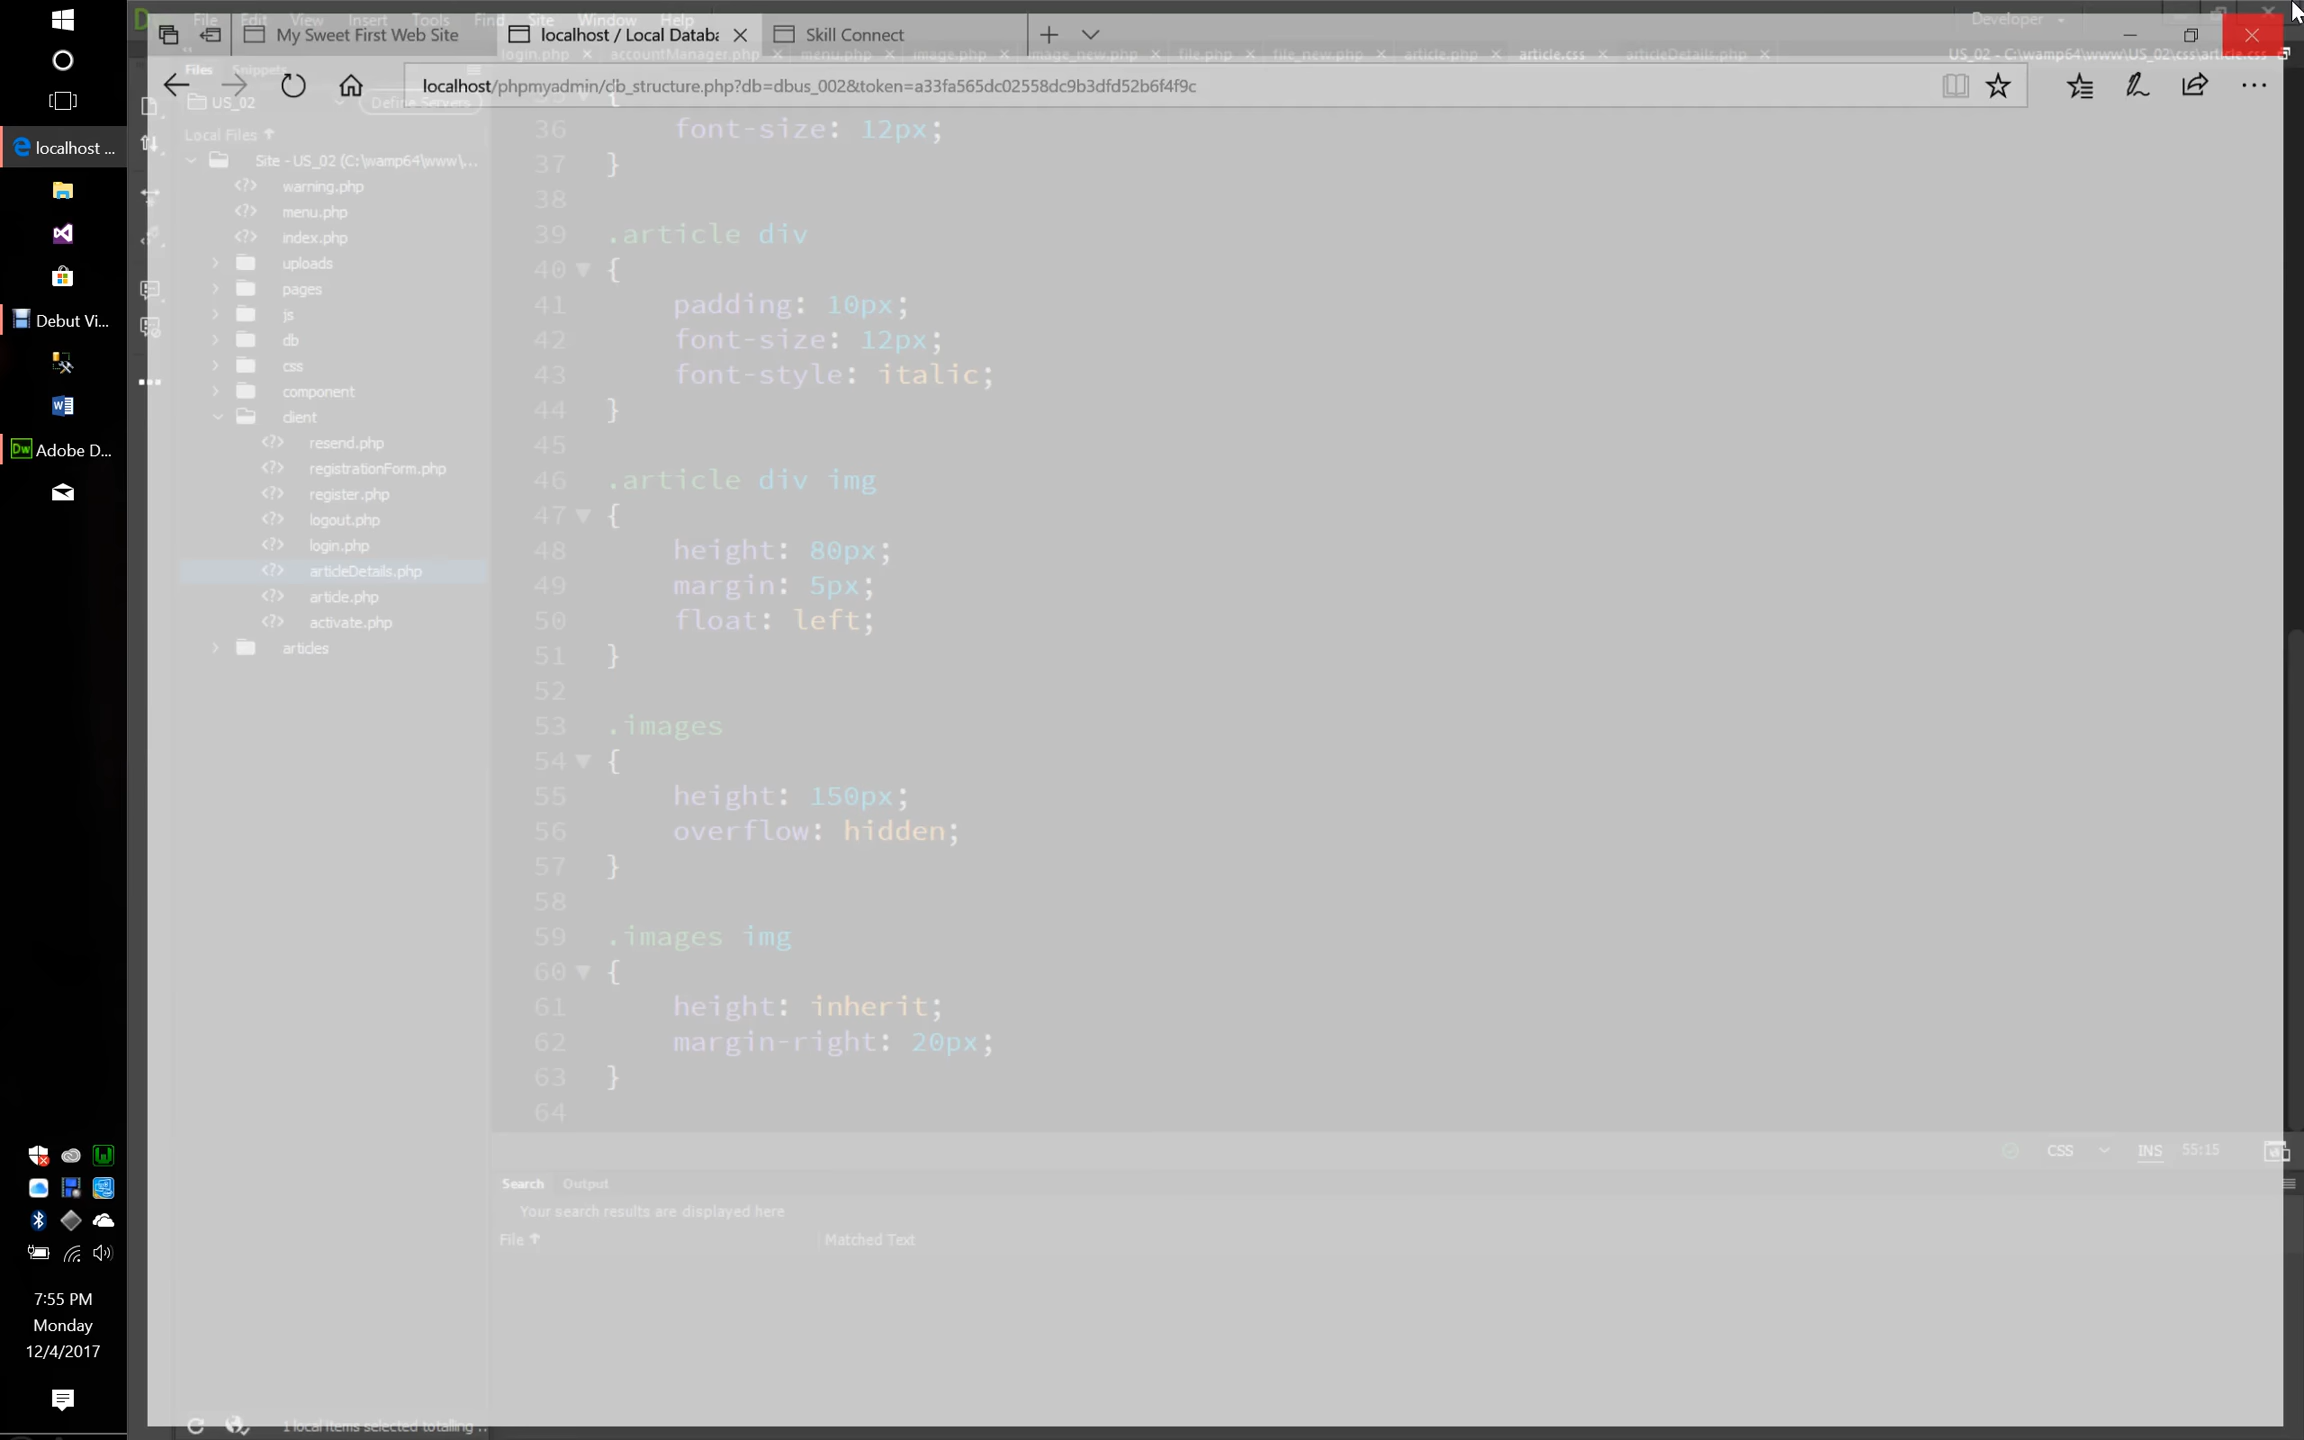 File Edit View Insert Tools Find Site Window Help
Developer
My Sweet First Web Site
localhost / Local Databa
Skill Connect
login.php × accountManager.php × menu.php × image.php × image_new.php × file.php × file_new.php × article.php × article.css × articleDetails.php ×
US_02 - C:\wamp64\www\US_02\css\article.css
Files Snippets
localhost/phpmyadmin/db_structure.php?db=dbus_002&token=a33fa565dc02558dc9b3dfd52b6f4f9c
US_02
Define Servers
Local Files
Site - US_02 (C:\wamp64\www\...
warning.php
menu.php
index.php
uploads
pages
js
db
css
component
client
resend.php
registrationForm.php
register.php
logout.php
login.php
articleDetails.php
article.php
activate.php
articles
{
36 font-size: 12px;
37 }
38
39 .article div
40 {
41 padding: 10px;
42 font-size: 12px;
43 font-style: italic;
44 }
45
46 .article div img
47 {
48 height: 80px;
49 margin: 5px;
50 float: left;
51 }
52
53 .images
54 {
55 height: 150px;
56 overflow: hidden;
57 }
58
59 .images img
60 {
61 height: inherit;
62 margin-right: 20px;
63 }
64
CSS INS 55:15
Search Output
Your search results are displayed here
File Matched Text
1 local items selected totalling ..
localhost ...
Debut Vi...
Dw Adobe D...
7:55 PM
Monday
12/4/2017